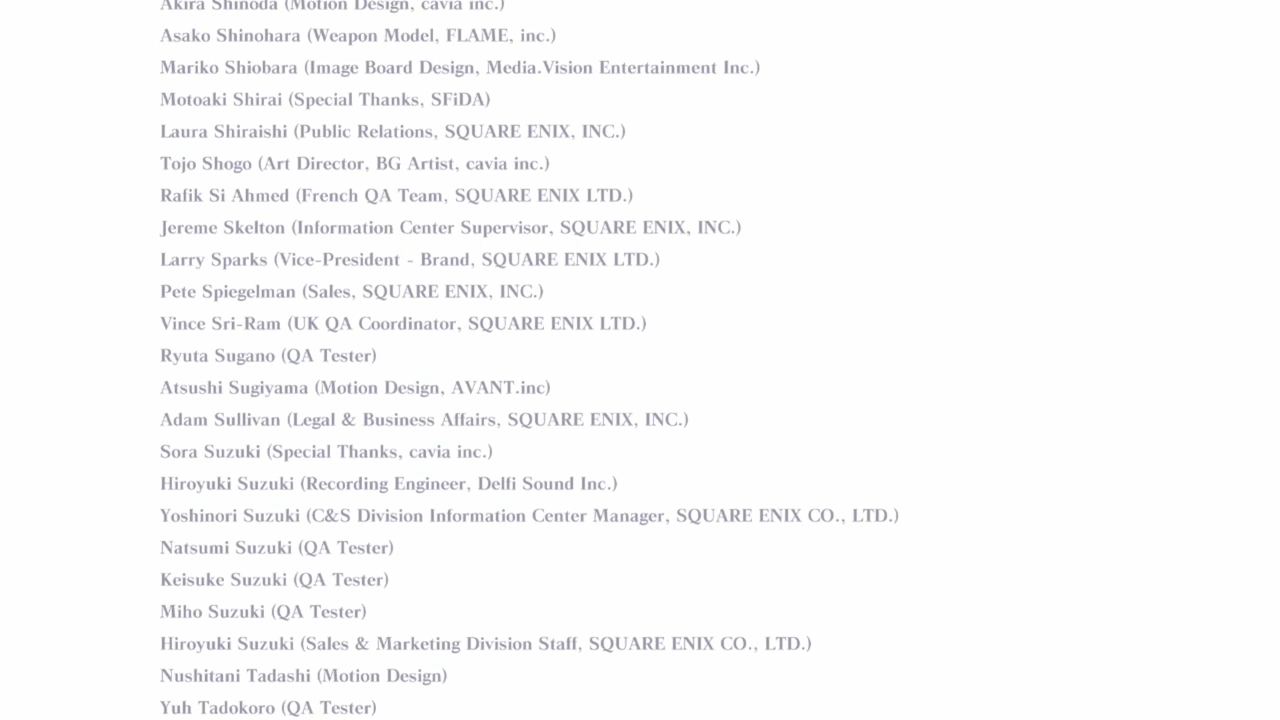 Akira Shinoda (Motion Design, cavia inc.)
Asako Shinohara (Weapon Model, FLAME, inc.)
Mariko Shiobara (Image Board Design, Media.Vision Entertainment Inc.)
Motoaki Shirai (Special Thanks, SFiDA)
Laura Shiraishi (Public Relations, SQUARE ENIX, INC.)
Tojo Shogo (Art Director, BG Artist, cavia inc.)
Rafik Si Ahmed (French QA Team, SQUARE ENIX LTD.)
Jereme Skelton (Information Center Supervisor, SQUARE ENIX, INC.)
Larry Sparks (Vice-President - Brand, SQUARE ENIX LTD.)
Pete Spiegelman (Sales, SQUARE ENIX, INC.)
Vince Sri-Ram (UK QA Coordinator, SQUARE ENIX LTD.)
Ryuta Sugano (QA Tester)
Atsushi Sugiyama (Motion Design, AVANT.inc)
Adam Sullivan (Legal & Business Affairs, SQUARE ENIX, INC.)
Sora Suzuki (Special Thanks, cavia inc.)
Hiroyuki Suzuki (Recording Engineer, Delfi Sound Inc.)
Yoshinori Suzuki (C&S Division Information Center Manager, SQUARE ENIX CO., LTD.)
Natsumi Suzuki (QA Tester)
Keisuke Suzuki (QA Tester)
Miho Suzuki (QA Tester)
Hiroyuki Suzuki (Sales & Marketing Division Staff, SQUARE ENIX CO., LTD.)
Nushitani Tadashi (Motion Design)
Yuh Tadokoro (QA Tester)